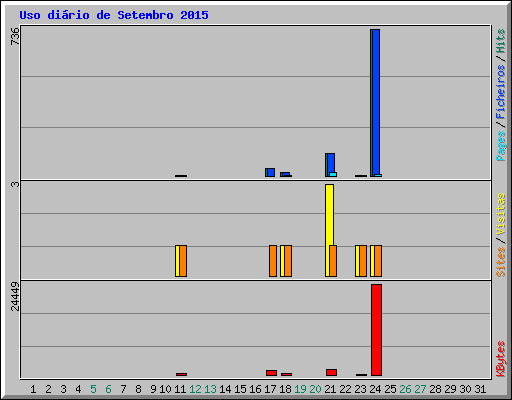 Uso diário de Setembro 2015
736
3
24449
Pages / Ficheiros / Hits
Sites / Visitas
KBytes
1 2 3 4 5 6 7 8 9 10 11 12 13 14 15 16 17 18 19 20 21 22 23 24 25 26 27 28 29 30 31